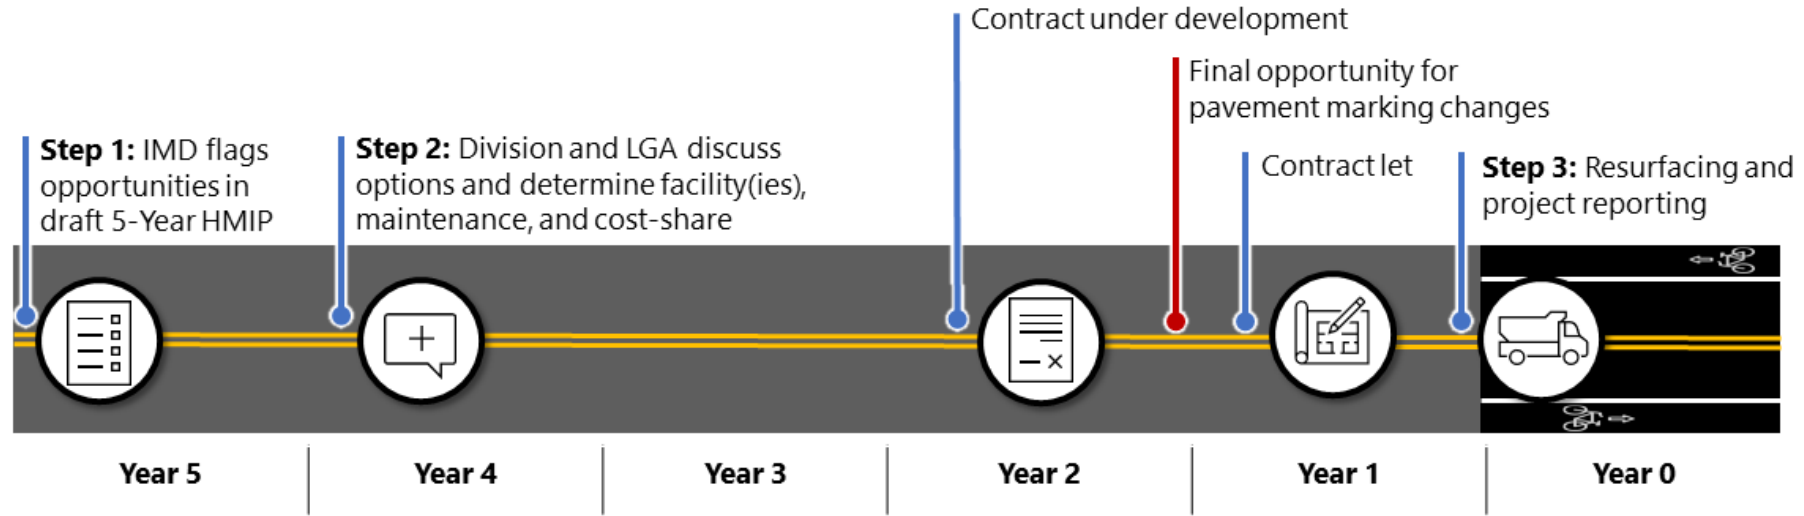 Contract under development
Final opportunity for
pavement marking changes
Step 1: IMD flags
opportunities in
draft 5-Year HMIP
Step 2: Division and LGA discuss
options and determine facility(ies),
maintenance, and cost-share
Contract let
Step 3: Resurfacing and
project reporting
Year 5
Year 4
Year 3
Year 2
Year 1
Year 0